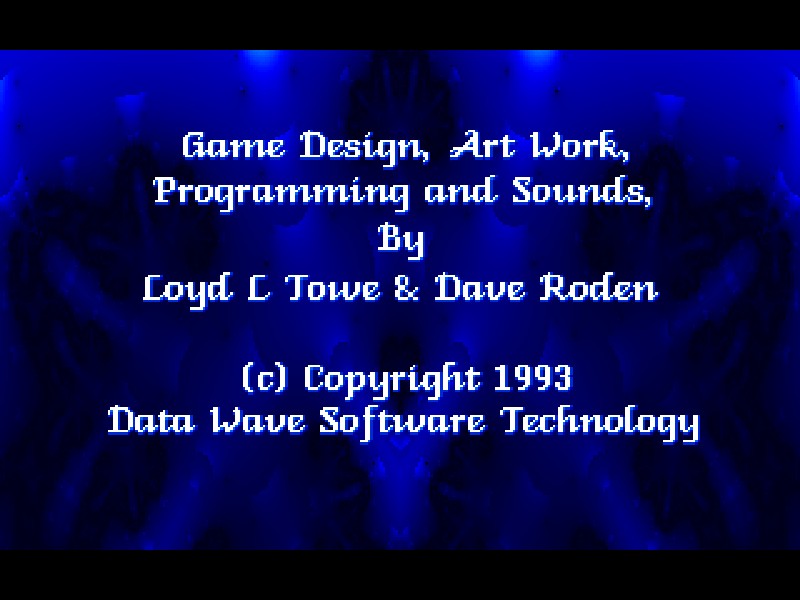 Game Design, Art Work,
Programming and Sounds,
By
Loyd L Towe & Dave Roden
(c) Copyright 1993
Data Wave Software Technology